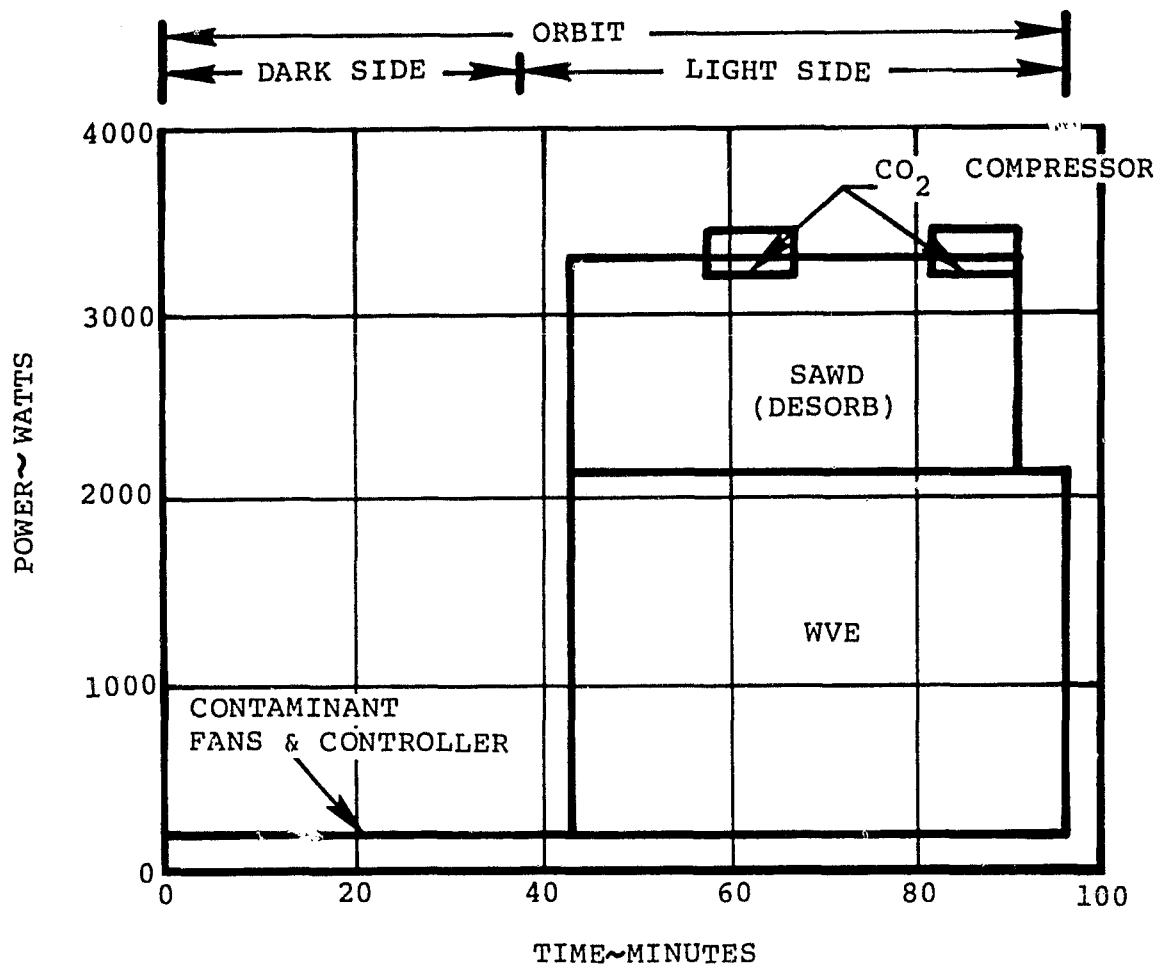 ORBIT
DARK SIDE
LIGHT SIDE
4000
CO2 COMPRESSOR
3000
SAWD
(DESORB)
POWER~WATTS
2000
WVE
1000
CONTAMINANT
FANS & CONTROLLER
0
0 20 40 60 80 100
TIME~MINUTES